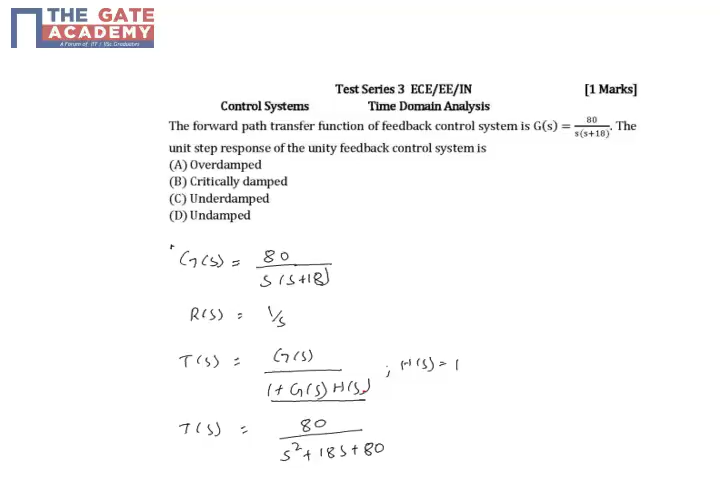 THE GATE
ACADEMY
A Forum of IIT / IISc Graduates
Test Series 3 ECE/EE/IN [1 Marks]
Control Systems Time Domain Analysis
The forward path transfer function of feedback control system is G(s) = 80/s(s+18). The
unit step response of the unity feedback control system is
(A) Overdamped
(B) Critically damped
(C) Underdamped
(D) Undamped
G(s) = 80/s(s+18)
R(s) = 1/s
T(s) = G(s)/1+G(s)H(s) ; H(s) = 1
T(s) = 80/s²+18s+80